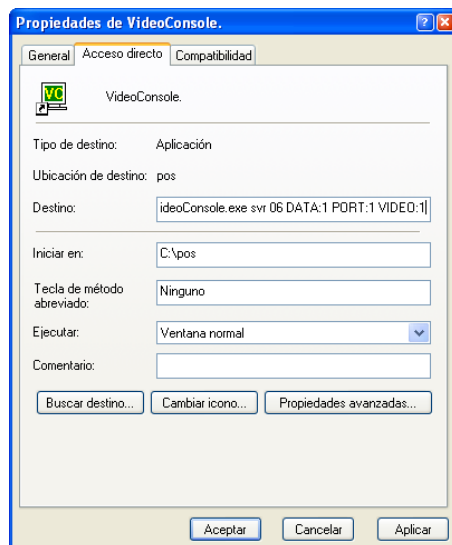 Propiedades de VideoConsole.
General Acceso directo Compatibilidad
VC
VideoConsole.
Tipo de destino: Aplicación
Ubicación de destino: pos
Destino: ideoConsole.exe svr 06 DATA:1 PORT:1 VIDEO:1
Iniciar en: C:\pos
Tecla de método abreviado: Ninguno
Ejecutar: Ventana normal
Comentario:
Buscar destino... Cambiar icono... Propiedades avanzadas...
Aceptar Cancelar Aplicar